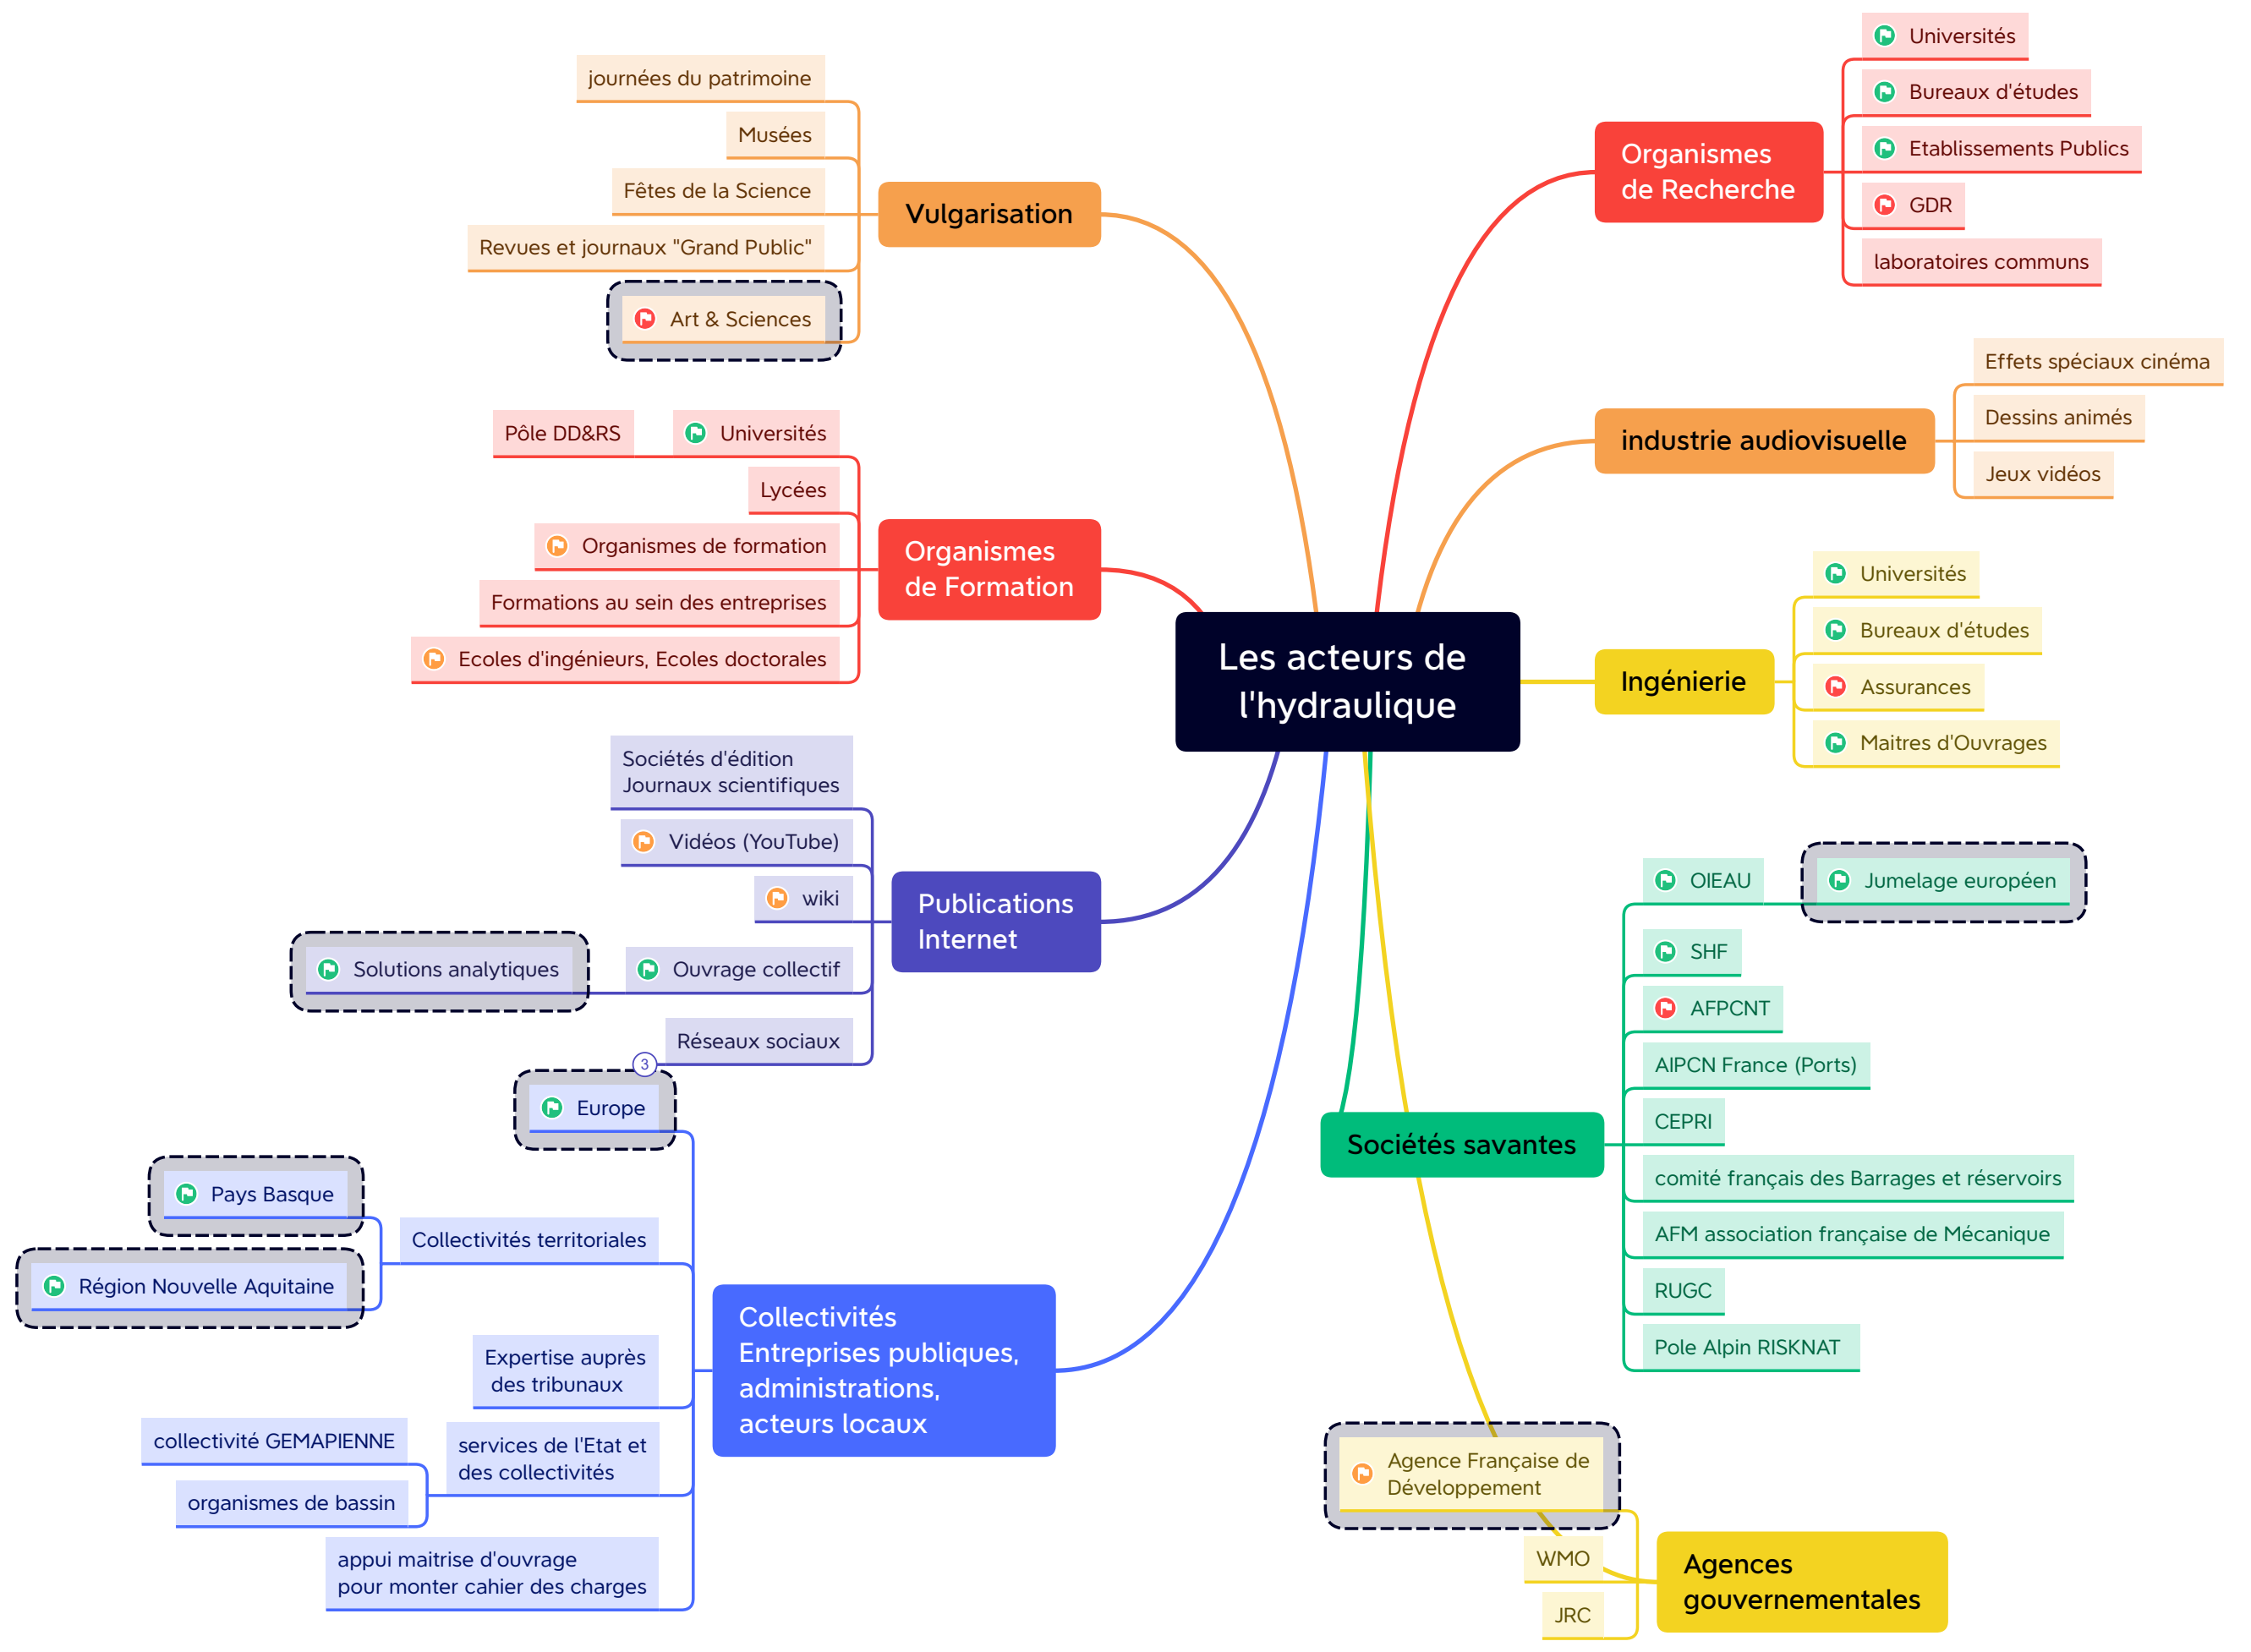 Les acteurs de
l'hydraulique
Vulgarisation
journées du patrimoine
Musées
Fêtes de la Science
Revues et journaux "Grand Public"
Art & Sciences
Organismes
de Formation
Universités
Pôle DD&RS
Lycées
Organismes de formation
Formations au sein des entreprises
Ecoles d'ingénieurs, Ecoles doctorales
Publications
Internet
Sociétés d'édition
Journaux scientifiques
Vidéos (YouTube)
wiki
Ouvrage collectif
Solutions analytiques
Réseaux sociaux
3
Collectivités
Entreprises publiques,
administrations,
acteurs locaux
Europe
Collectivités territoriales
Pays Basque
Région Nouvelle Aquitaine
Expertise auprès
des tribunaux
services de l'Etat et
des collectivités
collectivité GEMAPIENNE
organismes de bassin
appui maitrise d'ouvrage
pour monter cahier des charges
Organismes
de Recherche
Universités
Bureaux d'études
Etablissements Publics
GDR
laboratoires communs
industrie audiovisuelle
Effets spéciaux cinéma
Dessins animés
Jeux vidéos
Ingénierie
Universités
Bureaux d'études
Assurances
Maitres d'Ouvrages
Sociétés savantes
OIEAU
Jumelage européen
SHF
AFPCNT
AIPCN France (Ports)
CEPRI
comité français des Barrages et réservoirs
AFM association française de Mécanique
RUGC
Pole Alpin RISKNAT
Agences
gouvernementales
Agence Française de
Développement
WMO
JRC